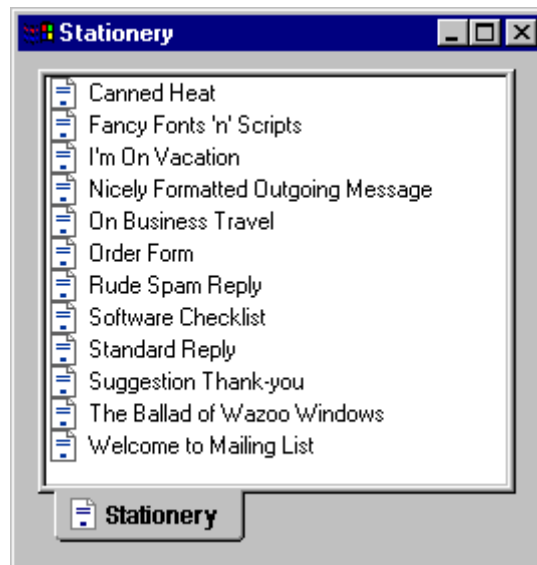 Stationery
Canned Heat
Fancy Fonts 'n' Scripts
I'm On Vacation
Nicely Formatted Outgoing Message
On Business Travel
Order Form
Rude Spam Reply
Software Checklist
Standard Reply
Suggestion Thank-you
The Ballad of Wazoo Windows
Welcome to Mailing List
Stationery